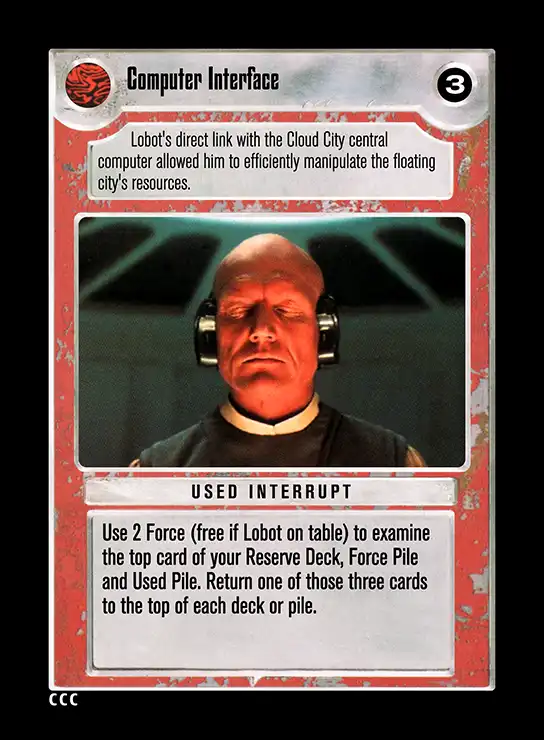 Computer Interface
3
Lobot's direct link with the Cloud City central
computer allowed him to efficiently manipulate the floating
city's resources.
USED INTERRUPT
Use 2 Force (free if Lobot on table) to examine
the top card of your Reserve Deck, Force Pile
and Used Pile. Return one of those three cards
to the top of each deck or pile.
CCC